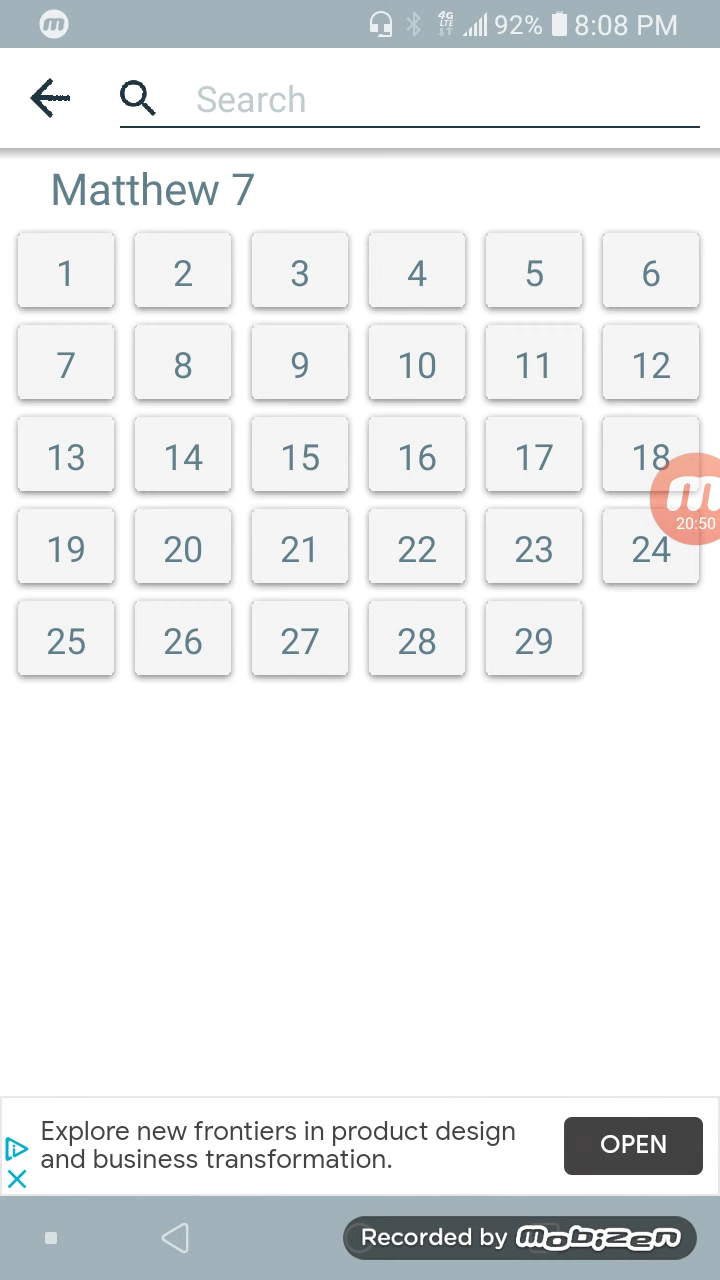 4G LTE 92% 8:08 PM
Search
Matthew 7
1 2 3 4 5 6
7 8 9 10 11 12
13 14 15 16 17 18
19 20 21 22 23 24
20:50
25 26 27 28 29
Explore new frontiers in product design
and business transformation.
OPEN
Recorded by mobizen